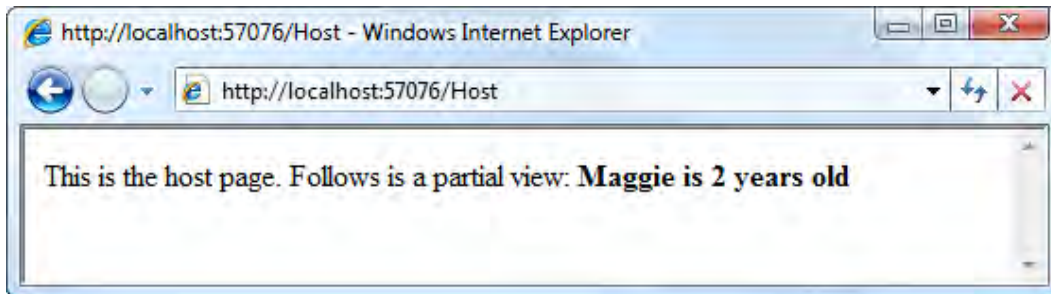 http://localhost:57076/Host - Windows Internet Explorer
http://localhost:57076/Host
This is the host page. Follows is a partial view: Maggie is 2 years old